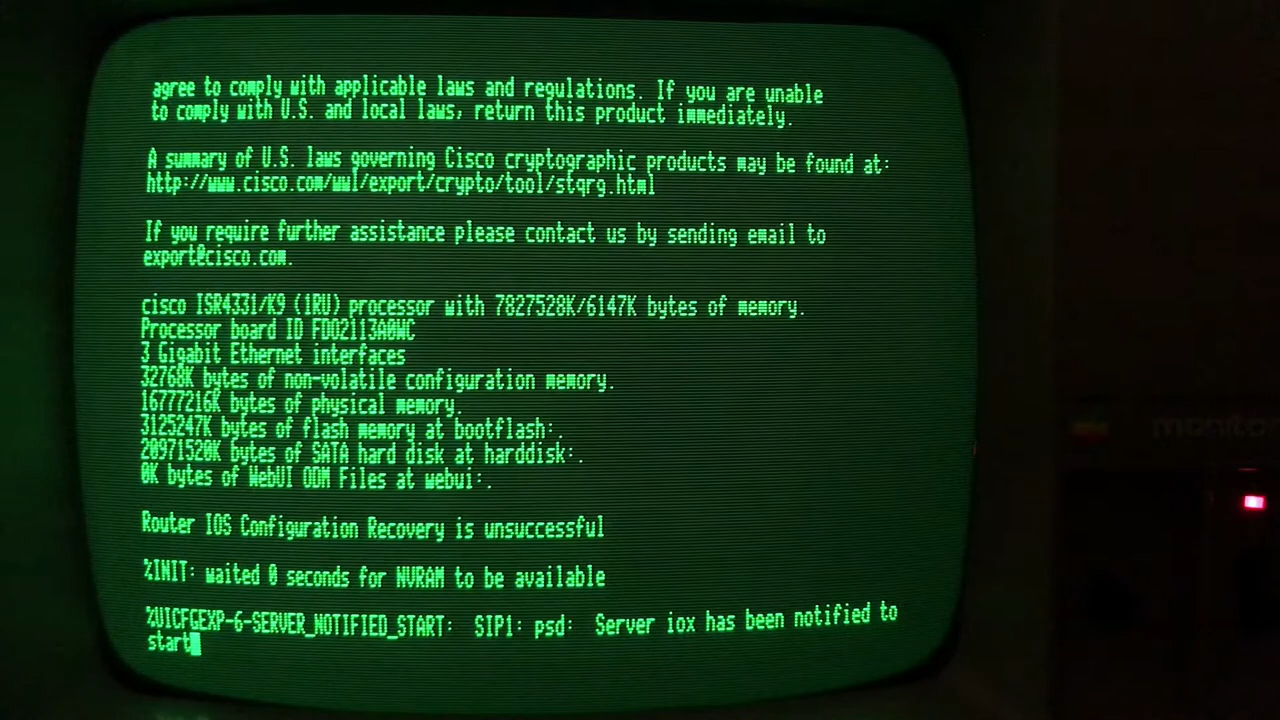 agree to comply with applicable laws and regulations. If you are unable
to comply with U.S. and local laws, return this product immediately.
A summary of U.S. laws governing Cisco cryptographic products may be found at:
http://www.cisco.com/wwl/export/crypto/tool/stqrg.html
If you require further assistance please contact us by sending email to
export@cisco.com.
cisco ISR4331/K9 (1RU) processor with 7827528K/6147K bytes of memory.
Processor board ID FDO2113A0WC
3 Gigabit Ethernet interfaces
32768K bytes of non-volatile configuration memory.
16777216K bytes of physical memory.
3125247K bytes of flash memory at bootflash:.
20971520K bytes of SATA hard disk at harddisk:.
0K bytes of WebUI ODM Files at webui:.
Router IOS Configuration Recovery is unsuccessful
%INIT: waited 0 seconds for NVRAM to be available
%UICFGEXP-6-SERVER_NOTIFIED_START: SIP1: psd: Server iox has been notified to
start
monitor